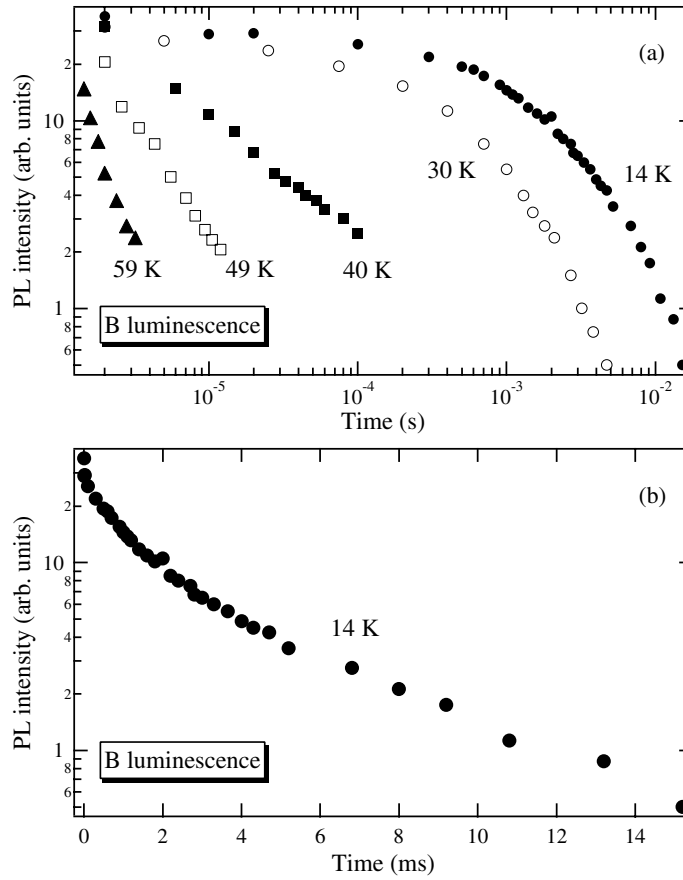 (a)
PL intensity (arb. units)
2
10
8
6
4
2
1
8
6
30 K
14 K
59 K
49 K
40 K
B luminescence
10⁻⁵
10⁻⁴
10⁻³
10⁻²
Time (s)
(b)
PL intensity (arb. units)
2
10
8
6
4
2
1
8
6
14 K
B luminescence
0
2
4
6
8
10
12
14
Time (ms)